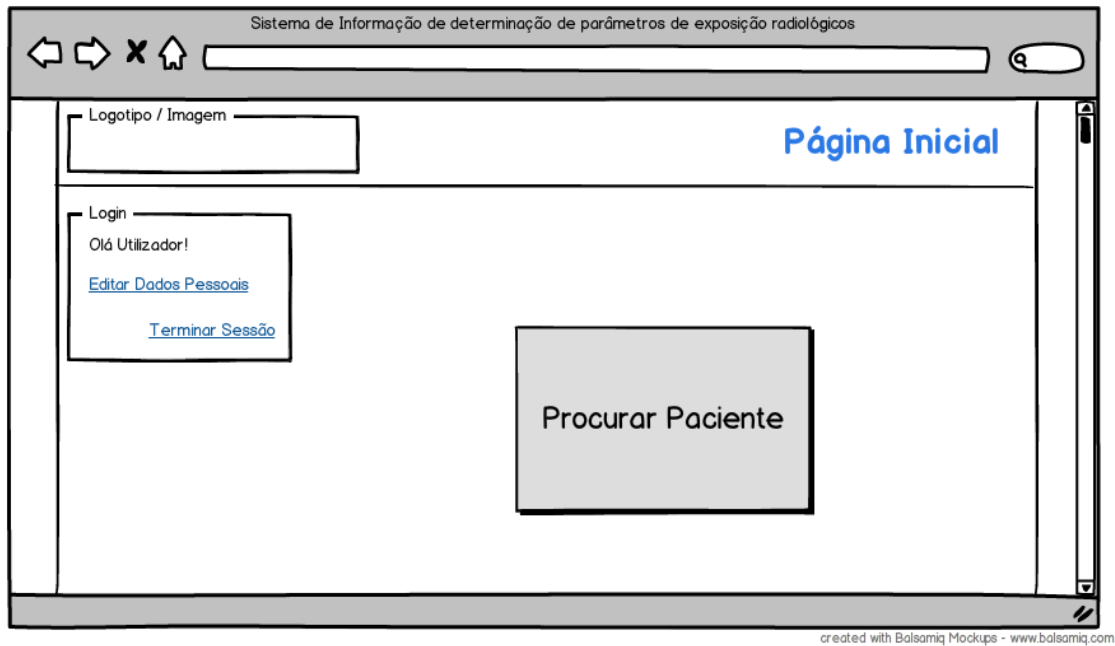 Sistema de Informação de determinação de parâmetros de exposição radiológicos
Logotipo / Imagem
Página Inicial
Login
Olá Utilizador!
Editar Dados Pessoais
Terminar Sessão
Procurar Paciente
created with Balsamiq Mockups - www.balsamiq.com